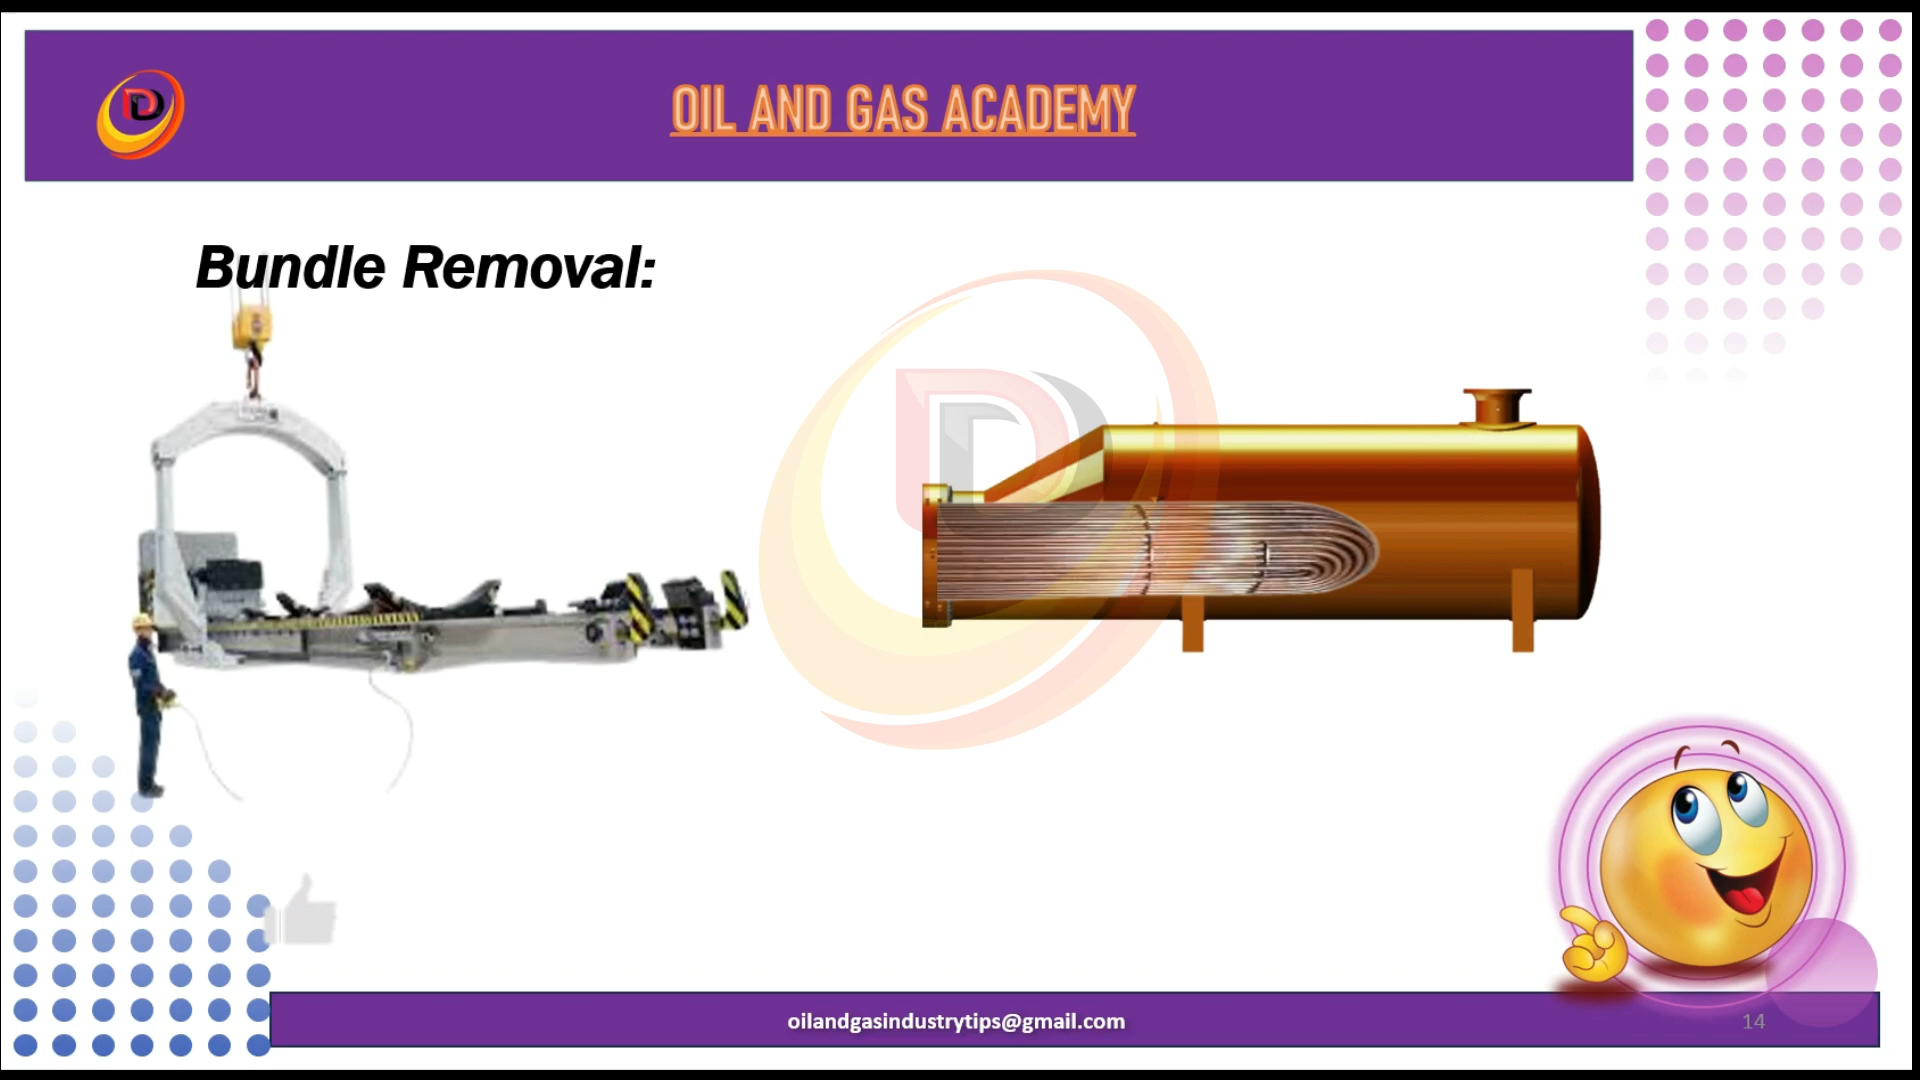 D
OIL AND GAS ACADEMY
Bundle Removal:
D
oilandgasindustrytips@gmail.com
14